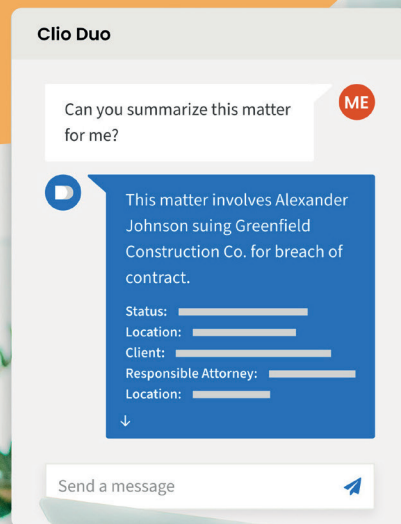 Clio Duo
Can you summarize this matter
for me?
ME
This matter involves Alexander
Johnson suing Greenfield
Construction Co. for breach of
contract.
Status:
Location:
Client:
Responsible Attorney:
Location:
Send a message